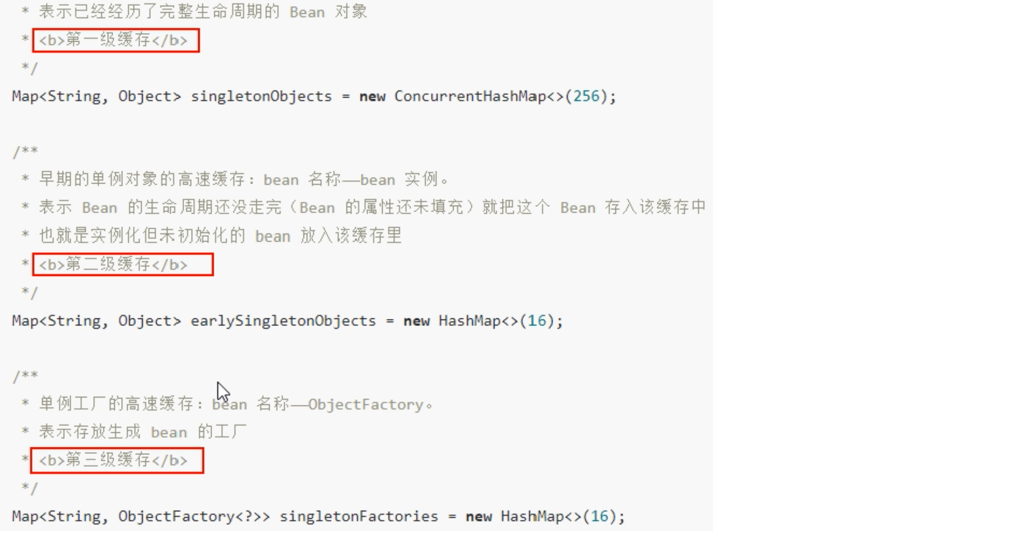 * 表示已经经历了完整生命周期的 Bean 对象
* <b>第一级缓存</b>
*/
Map<String, Object> singletonObjects = new ConcurrentHashMap<>(256);
/**
* 早期的单例对象的高速缓存：bean 名称——bean 实例。
* 表示 Bean 的生命周期还没走完（Bean 的属性还未填充）就把这个 Bean 存入该缓存中
* 也就是实例化但未初始化的 bean 放入该缓存里
* <b>第二级缓存</b>
*/
Map<String, Object> earlySingletonObjects = new HashMap<>(16);
/**
* 单例工厂的高速缓存：bean 名称——ObjectFactory。
* 表示存放生成 bean 的工厂
* <b>第三级缓存</b>
*/
Map<String, ObjectFactory<?>> singletonFactories = new HashMap<>(16);